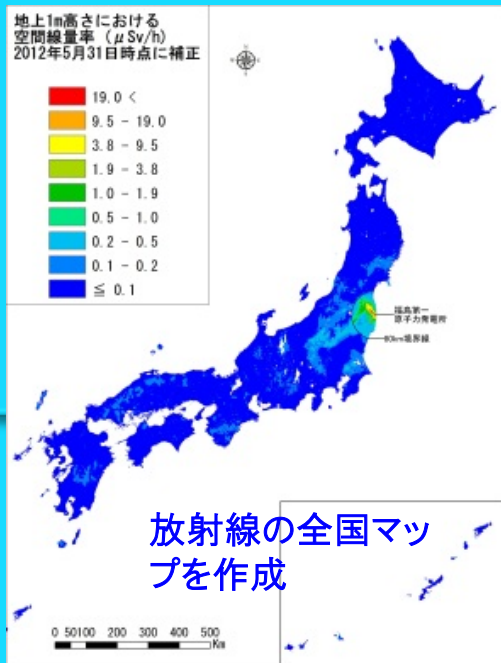 地上1m高さにおける
空間線量率 (μSv/h)
2012年5月31日時点に補正
19.0 <
9.5 - 19.0
3.8 - 9.5
1.9 - 3.8
1.0 - 1.9
0.5 - 1.0
0.2 - 0.5
0.1 - 0.2
≦ 0.1
福島第一
原子力発電所
80km境界線
放射線の全国マッ
プを作成
0 50100 200 300 400 500
Km